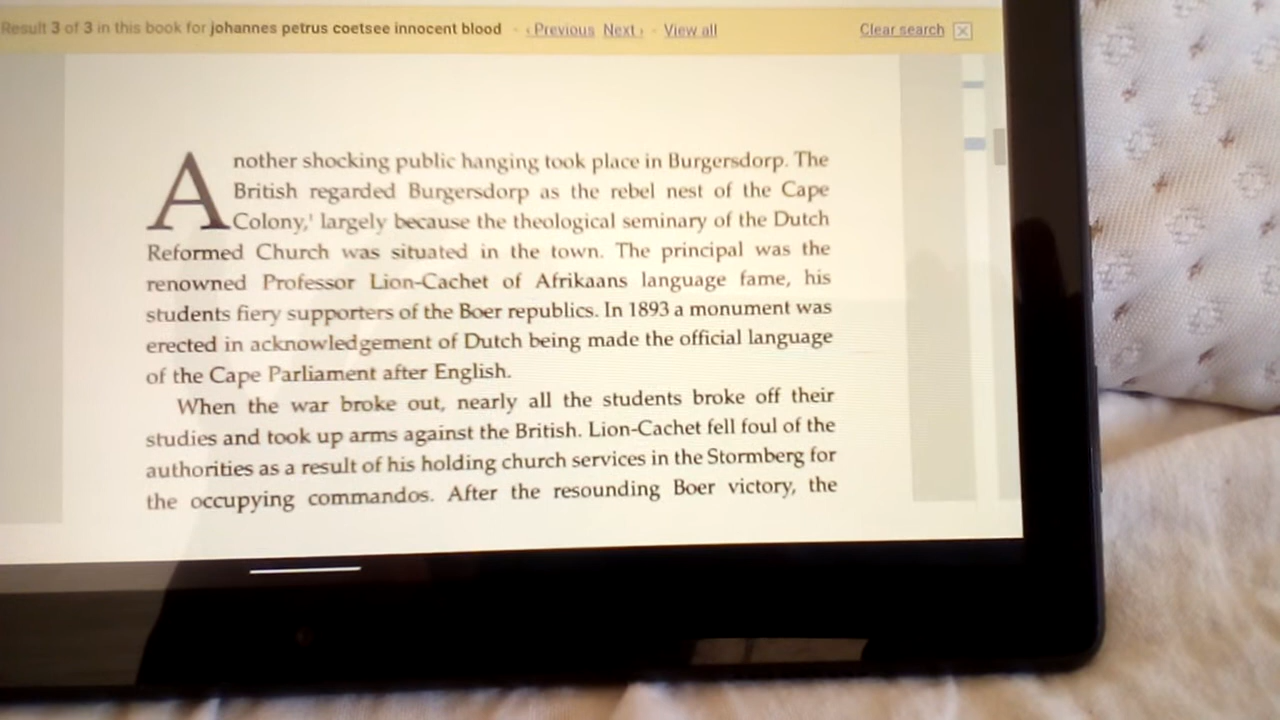 Result 3 of 3 in this book for johannes petrus coetsee innocent blood - ‹ Previous Next › - View all Clear search
Another shocking public hanging took place in Burgersdorp. The
British regarded Burgersdorp as the rebel nest of the Cape
Colony,¹ largely because the theological seminary of the Dutch
Reformed Church was situated in the town. The principal was the
renowned Professor Lion-Cachet of Afrikaans language fame, his
students fiery supporters of the Boer republics. In 1893 a monument was
erected in acknowledgement of Dutch being made the official language
of the Cape Parliament after English.
When the war broke out, nearly all the students broke off their
studies and took up arms against the British. Lion-Cachet fell foul of the
authorities as a result of his holding church services in the Stormberg for
the occupying commandos. After the resounding Boer victory, the